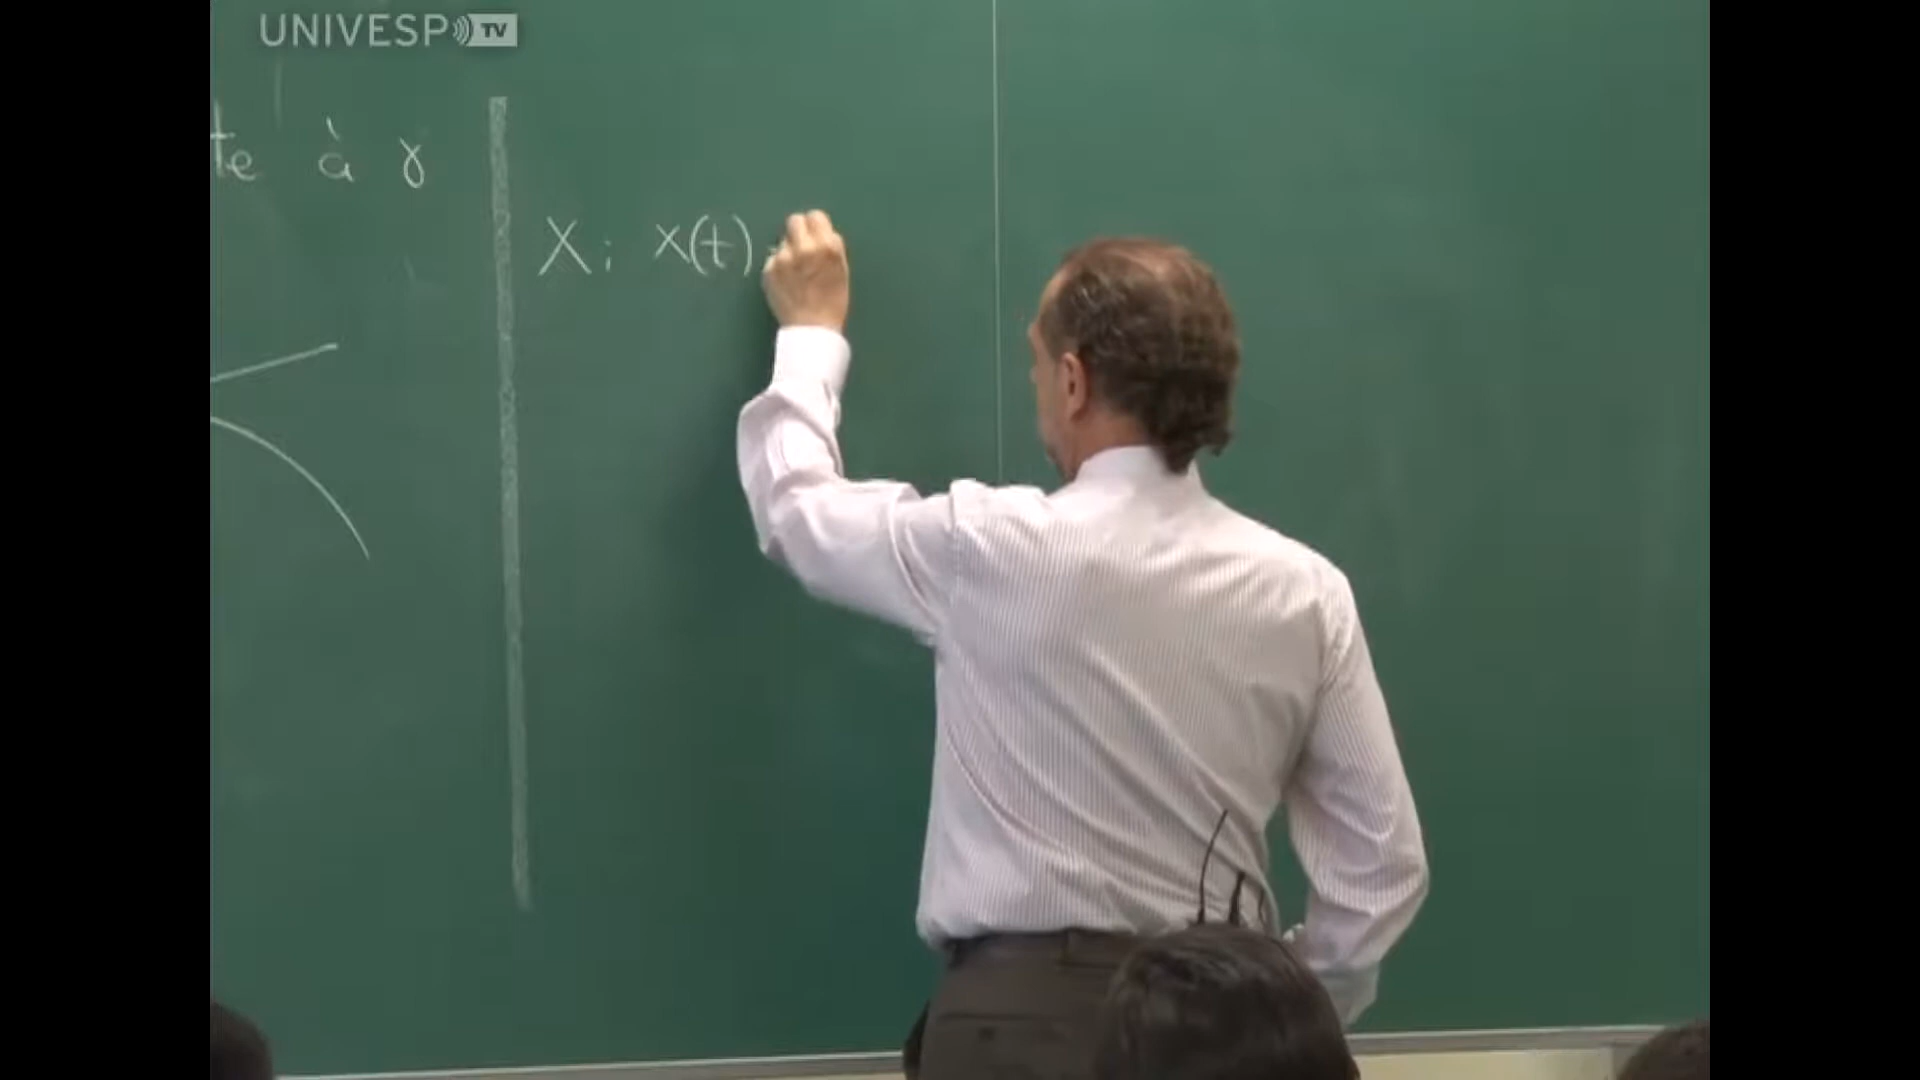 UNIVESP TV
te à γ
X; x(t)